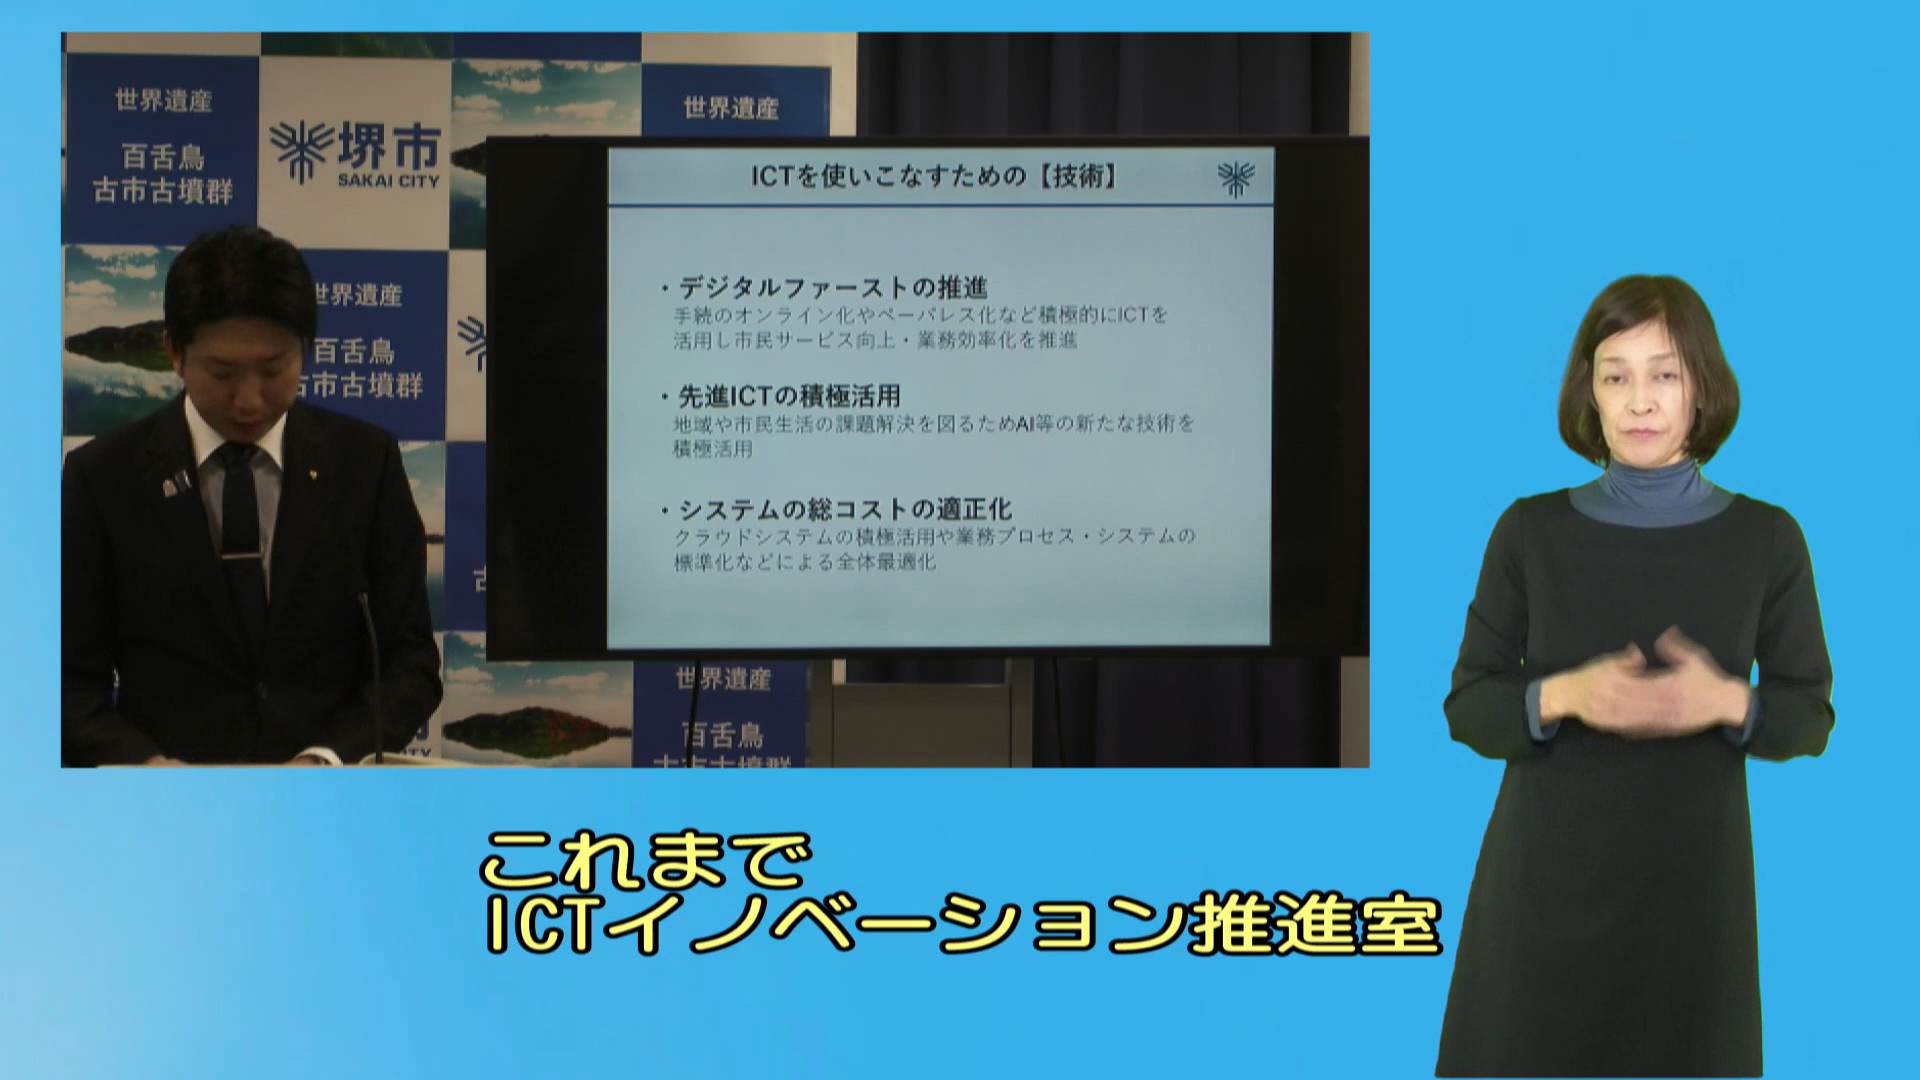 世界遺産
百舌鳥
古市古墳群
堺市
SAKAI CITY
世界遺産
世界遺産
百舌鳥
古市古墳群
ICTを使いこなすための【技術】
・デジタルファーストの推進
手続のオンライン化やペーパレス化など積極的にICTを
活用し市民サービス向上・業務効率化を推進
・先進ICTの積極活用
地域や市民生活の課題解決を図るためAI等の新たな技術を
積極活用
・システムの総コストの適正化
クラウドシステムの積極活用や業務プロセス・システムの
標準化などによる全体最適化
古
世界遺産
百舌鳥
古市古墳群
これまで
ICTイノベーション推進室